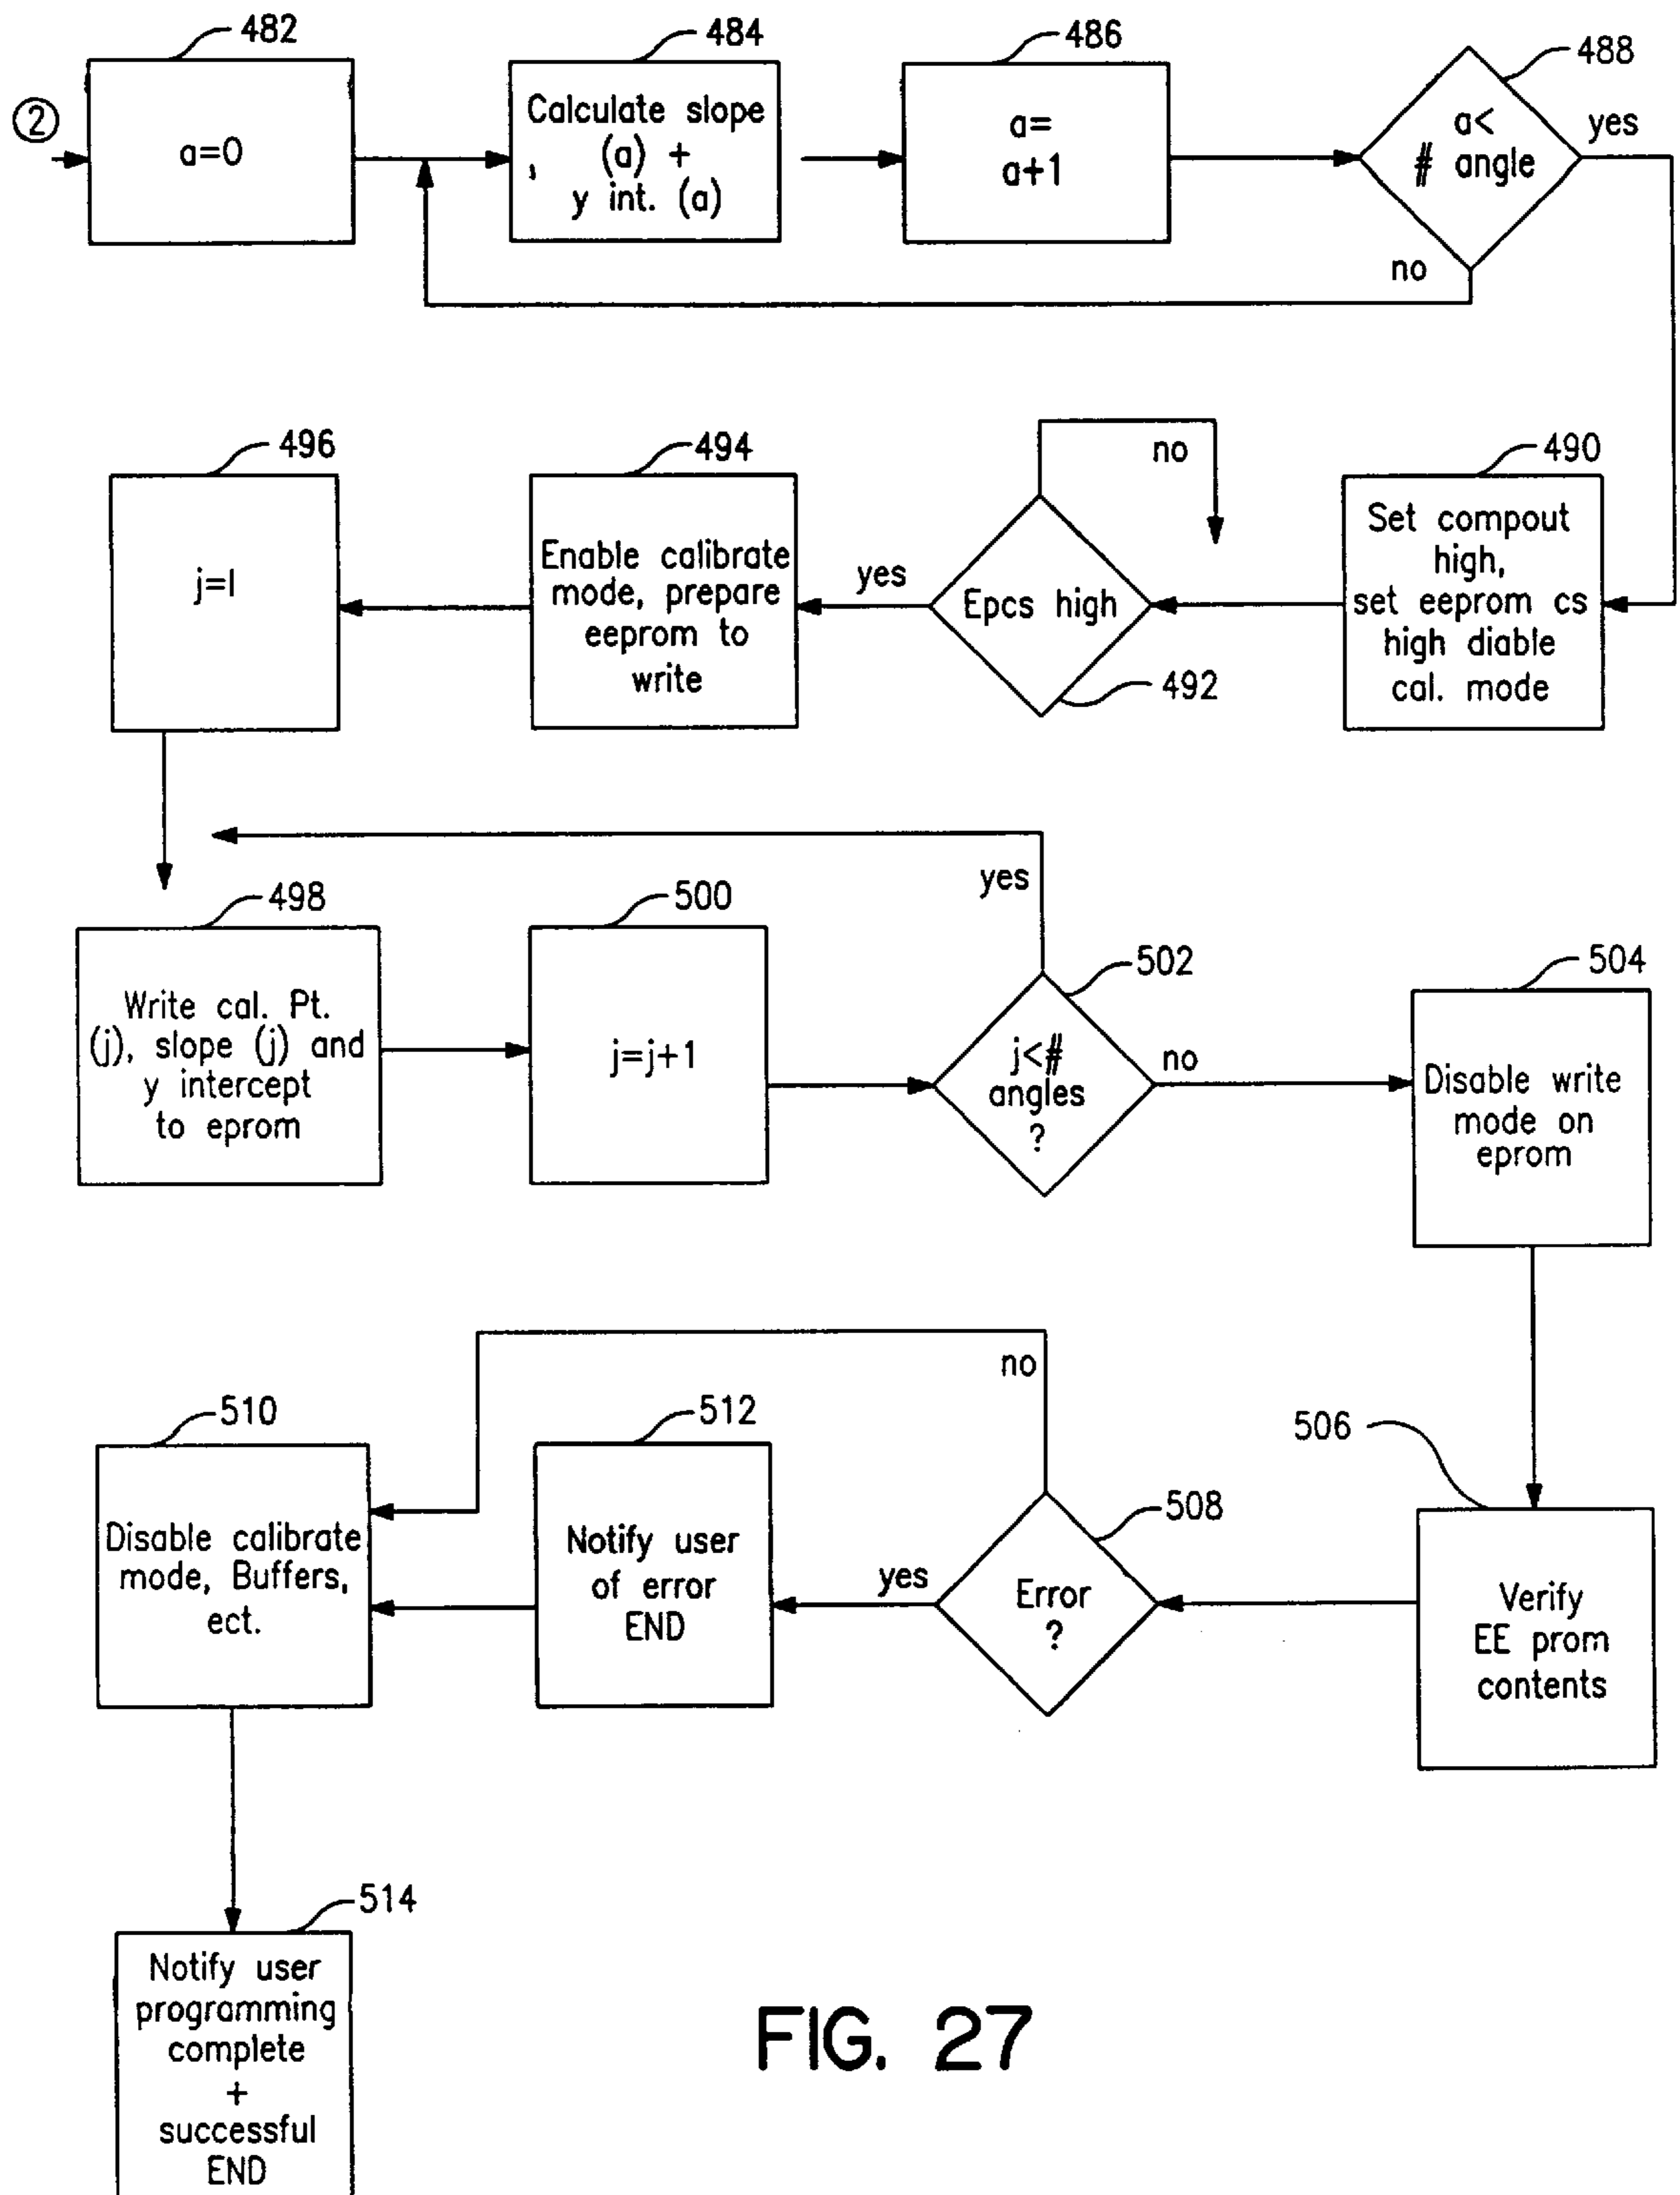 482
484
486
488
2
a=0
Calculate slope
(a) +
y int. (a)
a=
a+1
a<
# angle
yes
no
496
494
no
490
j=1
Enable calibrate
mode, prepare
eeprom to
write
yes
Epcs high
492
Set compout
high,
set eeprom cs
high diable
cal. mode
yes
498
500
502
504
Write cal. Pt.
(j), slope (j) and
y intercept
to eprom
j=j+1
j<#
angles
?
no
Disable write
mode on
eprom
no
510
512
506
508
Disable calibrate
mode, Buffers,
ect.
Notify user
of error
END
yes
Error
?
Verify
EE prom
contents
514
Notify user
programming
complete
+
successful
END
FIG. 27